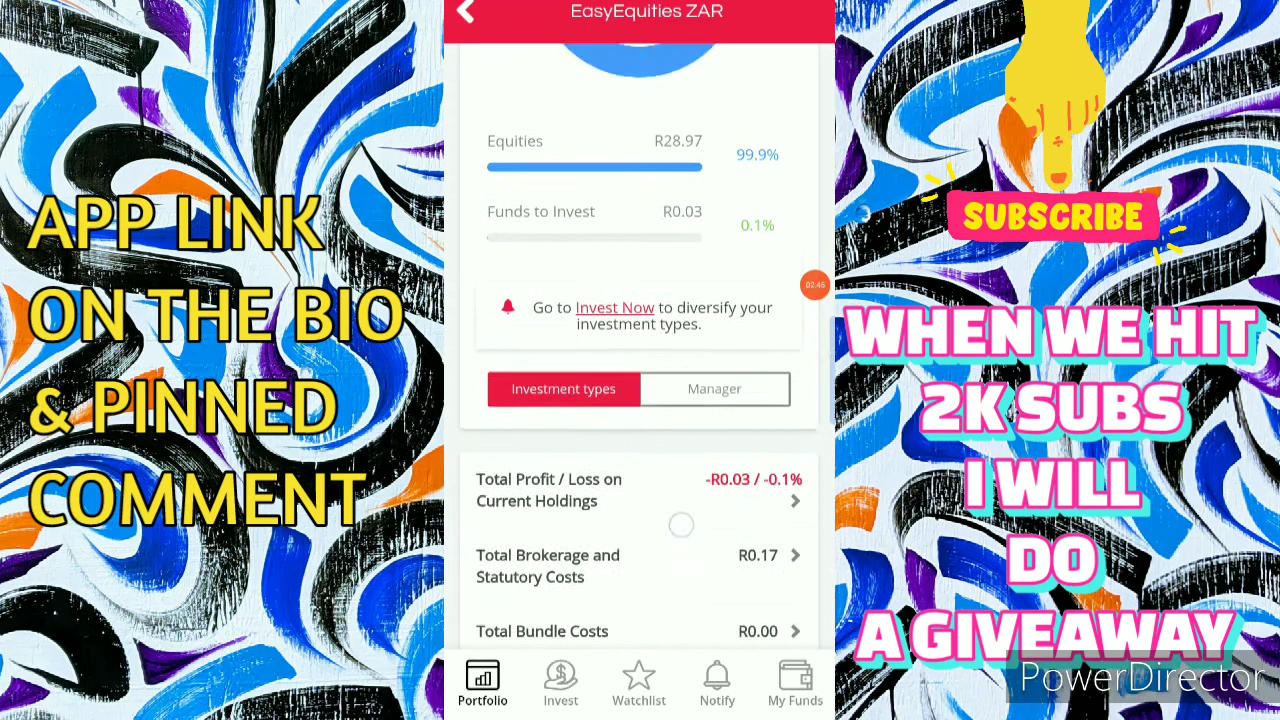 APP LINK
ON THE BIO
& PINNED
COMMENT
EasyEquities ZAR
Equities R28.97
99.9%
Funds to Invest R0.03
0.1%
02:45
Go to Invest Now to diversify your
investment types.
Investment types Manager
Total Profit / Loss on -R0.03 / -0.1%
Current Holdings
Total Brokerage and R0.17
Statutory Costs
Total Bundle Costs R0.00
Portfolio Invest Watchlist Notify My Funds
SUBSCRIBE
WHEN WE HIT
2K SUBS
I WILL
DO
A GIVEAWAY
PowerDirector